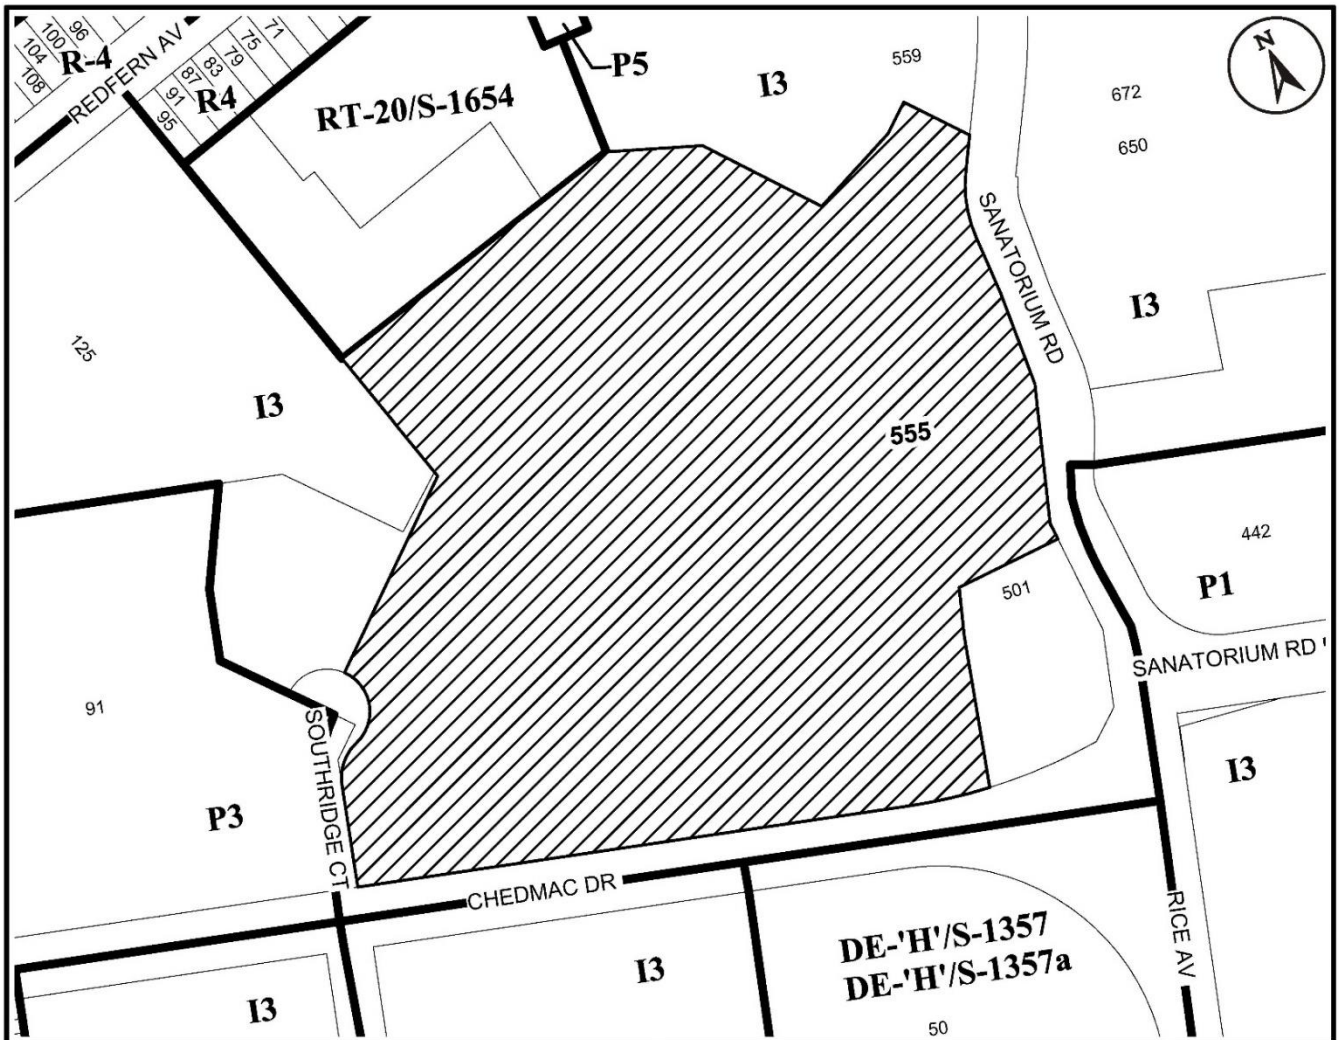 96
100
104
108
R-4
REDFERN AV
71
75
79
83
87
91
95
R4
RT-20/S-1654
P5
I3
559
N
672
650
SANATORIUM RD
I3
125
I3
555
442
P1
501
SANATORIUM RD
91
SOUTHRIDGE CT
P3
I3
CHEDMAC DR
RICE AV
DE-'H'/S-1357
DE-'H'/S-1357a
I3
I3
50